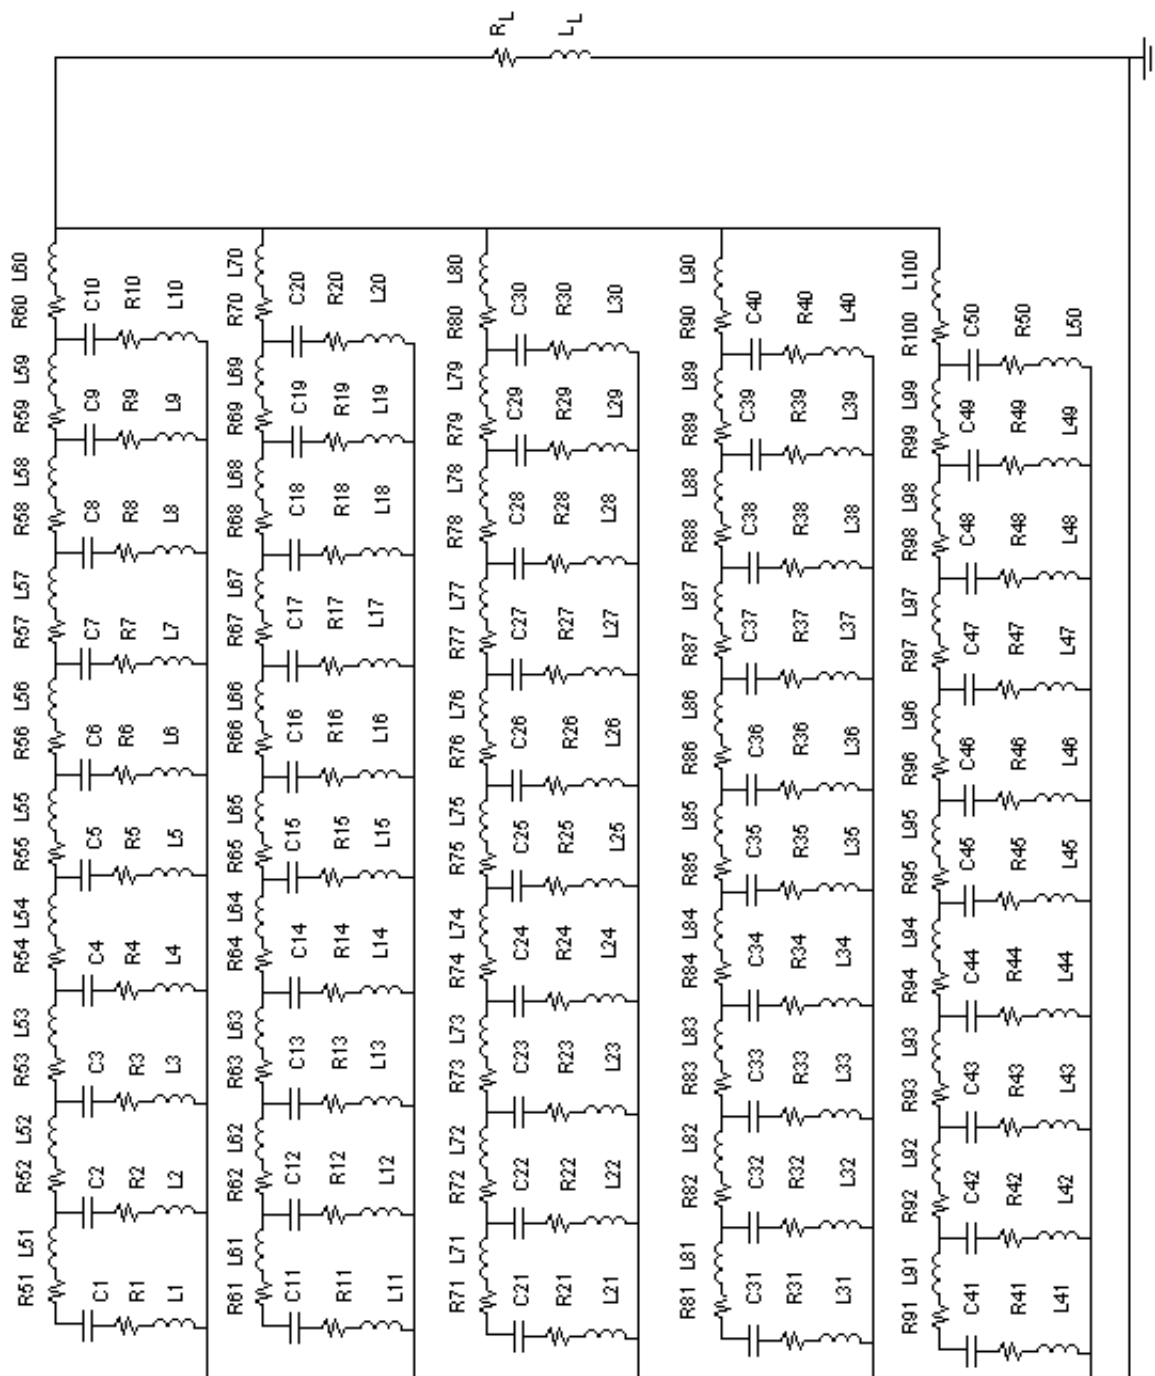 R51 L51 R52 L52 R53 L53 R54 L54 R55 L55 R56 L56 R57 L57 R58 L58 R59 L59 R60 L60
C1 C2 C3 C4 C5 C6 C7 C8 C9 C10
R1 R2 R3 R4 R5 R6 R7 R8 R9 R10
L1 L2 L3 L4 L5 L6 L7 L8 L9 L10
R61 L61 R62 L62 R63 L63 R64 L64 R65 L65 R66 L66 R67 L67 R68 L68 R69 L69 R70 L70
C11 C12 C13 C14 C15 C16 C17 C18 C19 C20
R11 R12 R13 R14 R15 R16 R17 R18 R19 R20
L11 L12 L13 L14 L15 L16 L17 L18 L19 L20
R71 L71 R72 L72 R73 L73 R74 L74 R75 L75 R76 L76 R77 L77 R78 L78 R79 L79 R80 L80
RL
C21 C22 C23 C24 C25 C26 C27 C28 C29 C30
R21 R22 R23 R24 R25 R26 R27 R28 R29 R30
LL
L21 L22 L23 L24 L25 L26 L27 L28 L29 L30
R81 L81 R82 L82 R83 L83 R84 L84 R85 L85 R86 L86 R87 L87 R88 L88 R89 L89 R90 L90
C31 C32 C33 C34 C35 C36 C37 C38 C39 C40
R31 R32 R33 R34 R35 R36 R37 R38 R39 R40
L31 L32 L33 L34 L35 L36 L37 L38 L39 L40
R91 L91 R92 L92 R93 L93 R94 L94 R95 L95 R96 L96 R97 L97 R98 L98 R99 L99 R100 L100
C41 C42 C43 C44 C45 C46 C47 C48 C49 C50
R41 R42 R43 R44 R45 R46 R47 R48 R49 R50
L41 L42 L43 L44 L45 L46 L47 L48 L49 L50